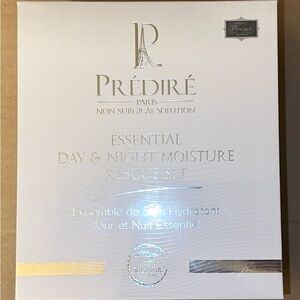 PRÉDIRÉ
PARIS
NON SURGICAL SOLUTION
ESSENTIAL
DAY & NIGHT MOISTURE
RESCUE SET
Ensemble de Soin Hydratant
Jour et Nuit Essentiel